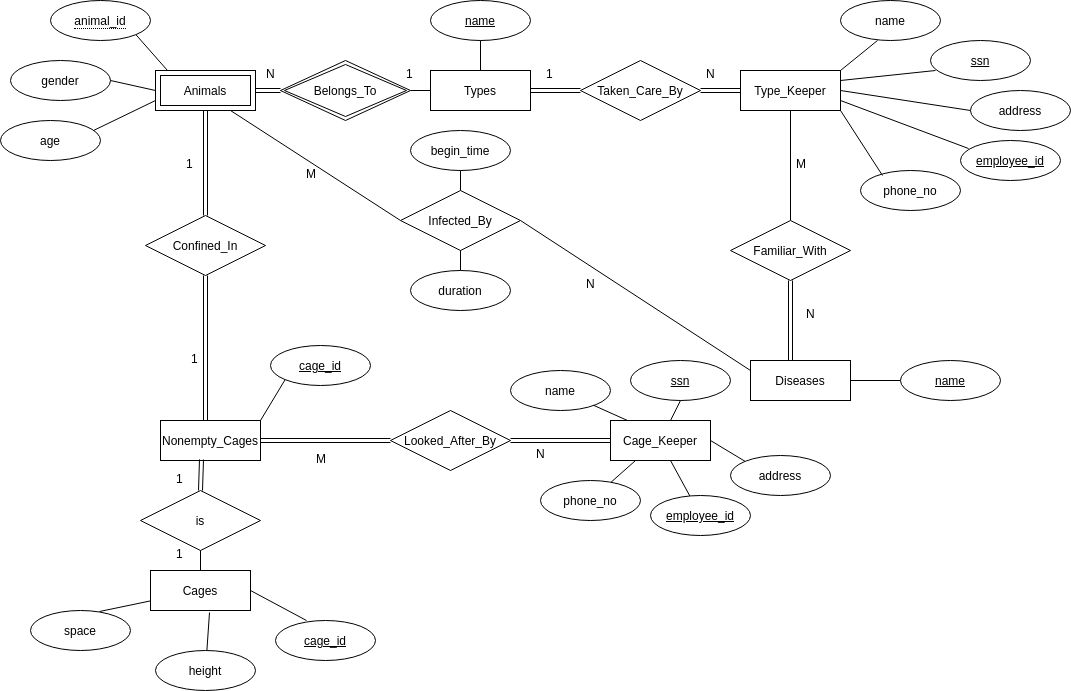 animal_id
name
name
ssn
gender
N
1
1
N
Animals
Belongs_To
Types
Taken_Care_By
Type_Keeper
address
age
begin_time
employee_id
1
M
M
phone_no
Infected_By
Confined_In
Familiar_With
duration
N
N
1
cage_id
name
ssn
Diseases
name
Nonempty_Cages
Looked_After_By
Cage_Keeper
M
N
1
address
phone_no
employee_id
is
1
Cages
space
cage_id
height